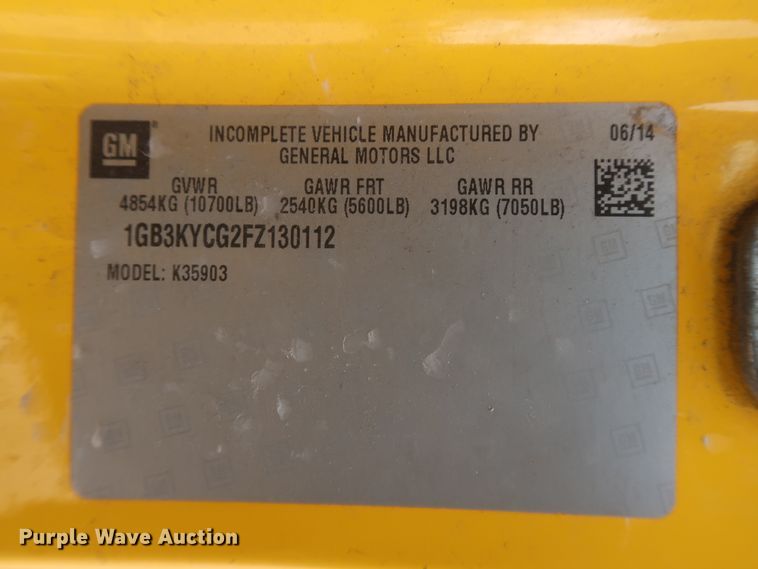 GM
INCOMPLETE VEHICLE MANUFACTURED BY
GENERAL MOTORS LLC
06/14
GVWR GAWR FRT GAWR RR
4854KG (10700LB) 2540KG (5600LB) 3198KG (7050LB)
1GB3KYCG2FZ130112
MODEL: K35903
Purple Wave Auction